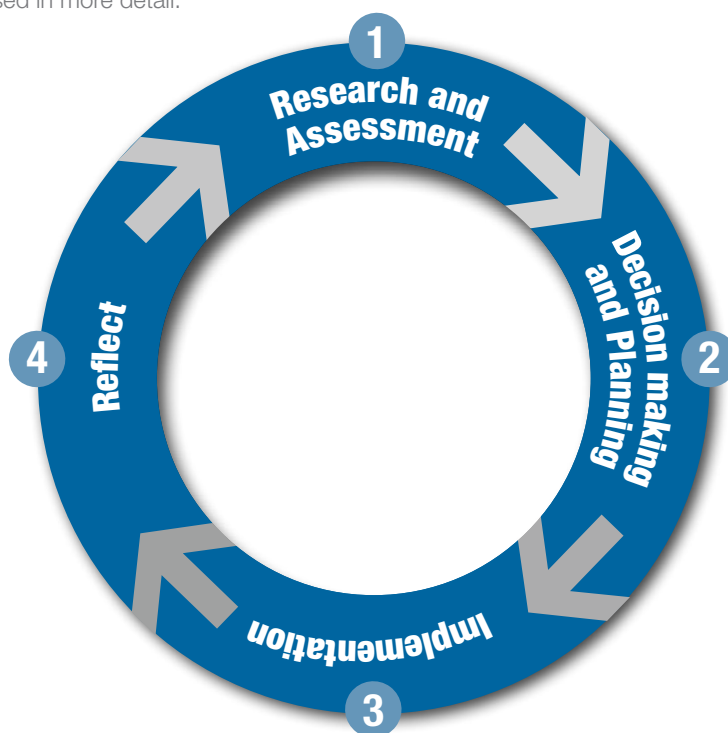 sed in more detail.
1
Research and
Assessment
Decision making
and Planning
2
Implementation
3
Reflect
4